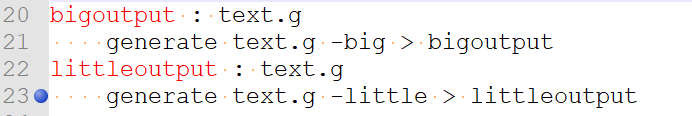 20 bigoutput : text.g
21     generate text.g -big > bigoutput
22 littleoutput : text.g
23     generate text.g -little > littleoutput